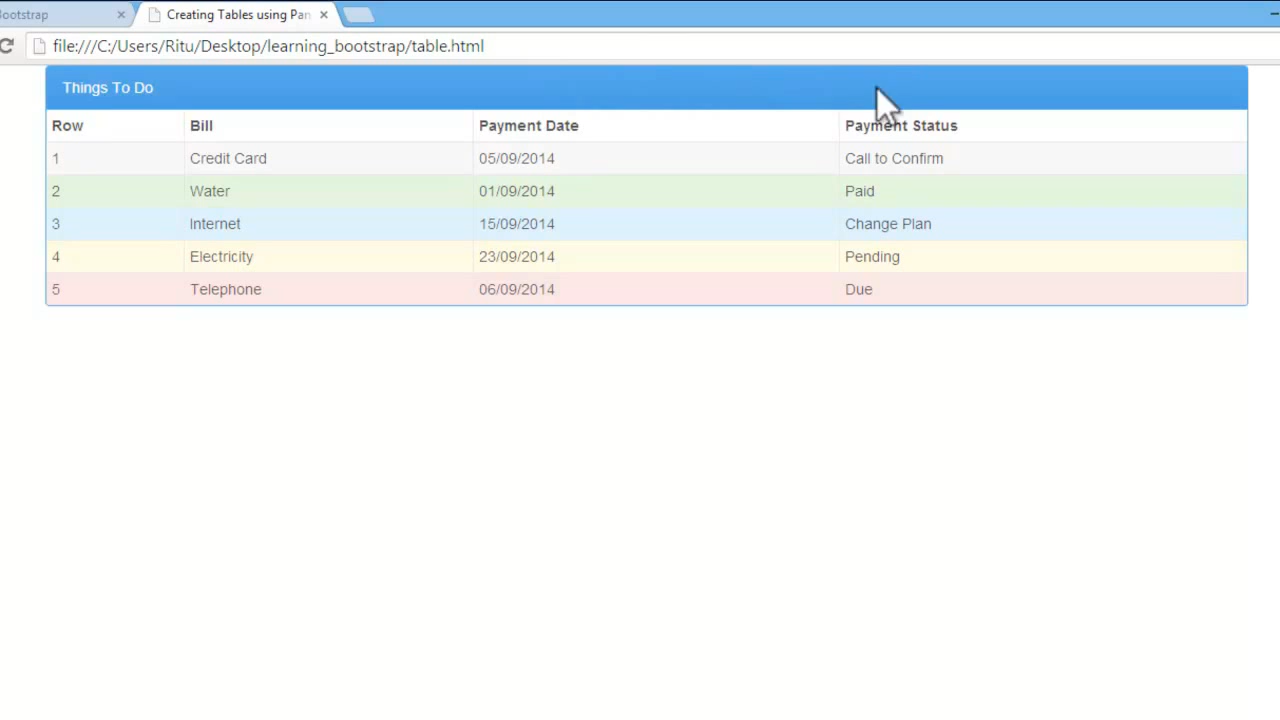 Bootstrap
Creating Tables using Pan
file:///C:/Users/Ritu/Desktop/learning_bootstrap/table.html
Things To Do
Row Bill Payment Date Payment Status
1 Credit Card 05/09/2014 Call to Confirm
2 Water 01/09/2014 Paid
3 Internet 15/09/2014 Change Plan
4 Electricity 23/09/2014 Pending
5 Telephone 06/09/2014 Due